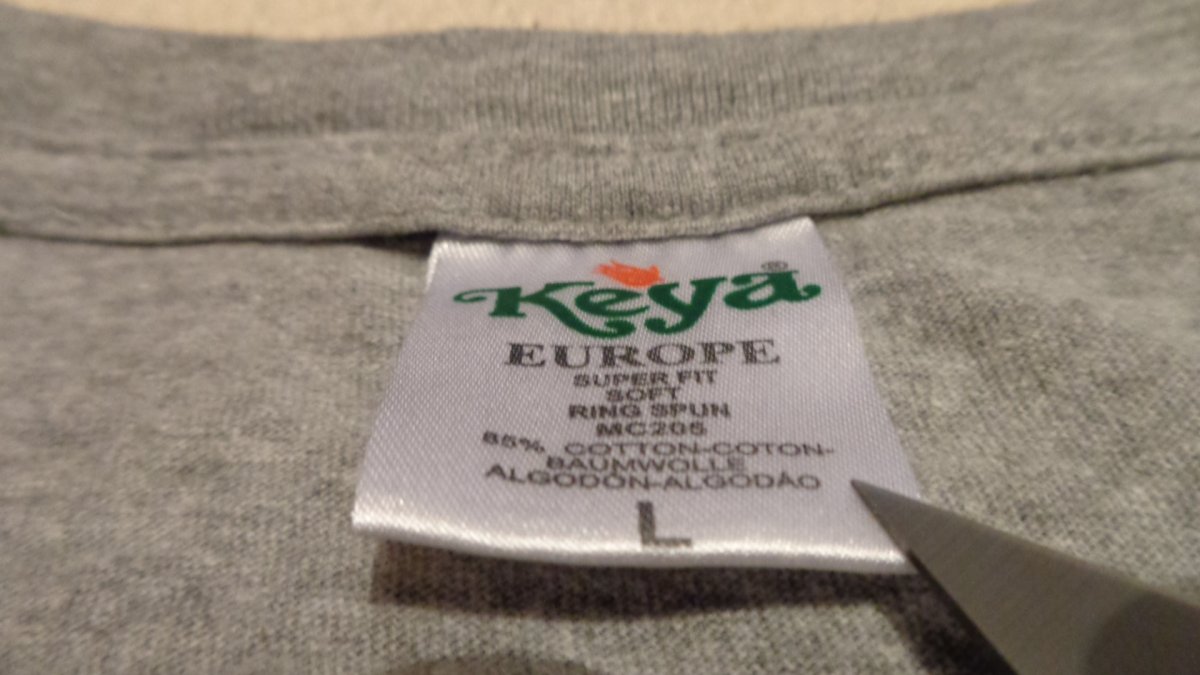 Keya®
EUROPE
SUPER FIT
SOFT
RING SPUN
MC205
85% COTTON-COTON-
BAUMWOLLE
ALGODÓN-ALGODÃO
L